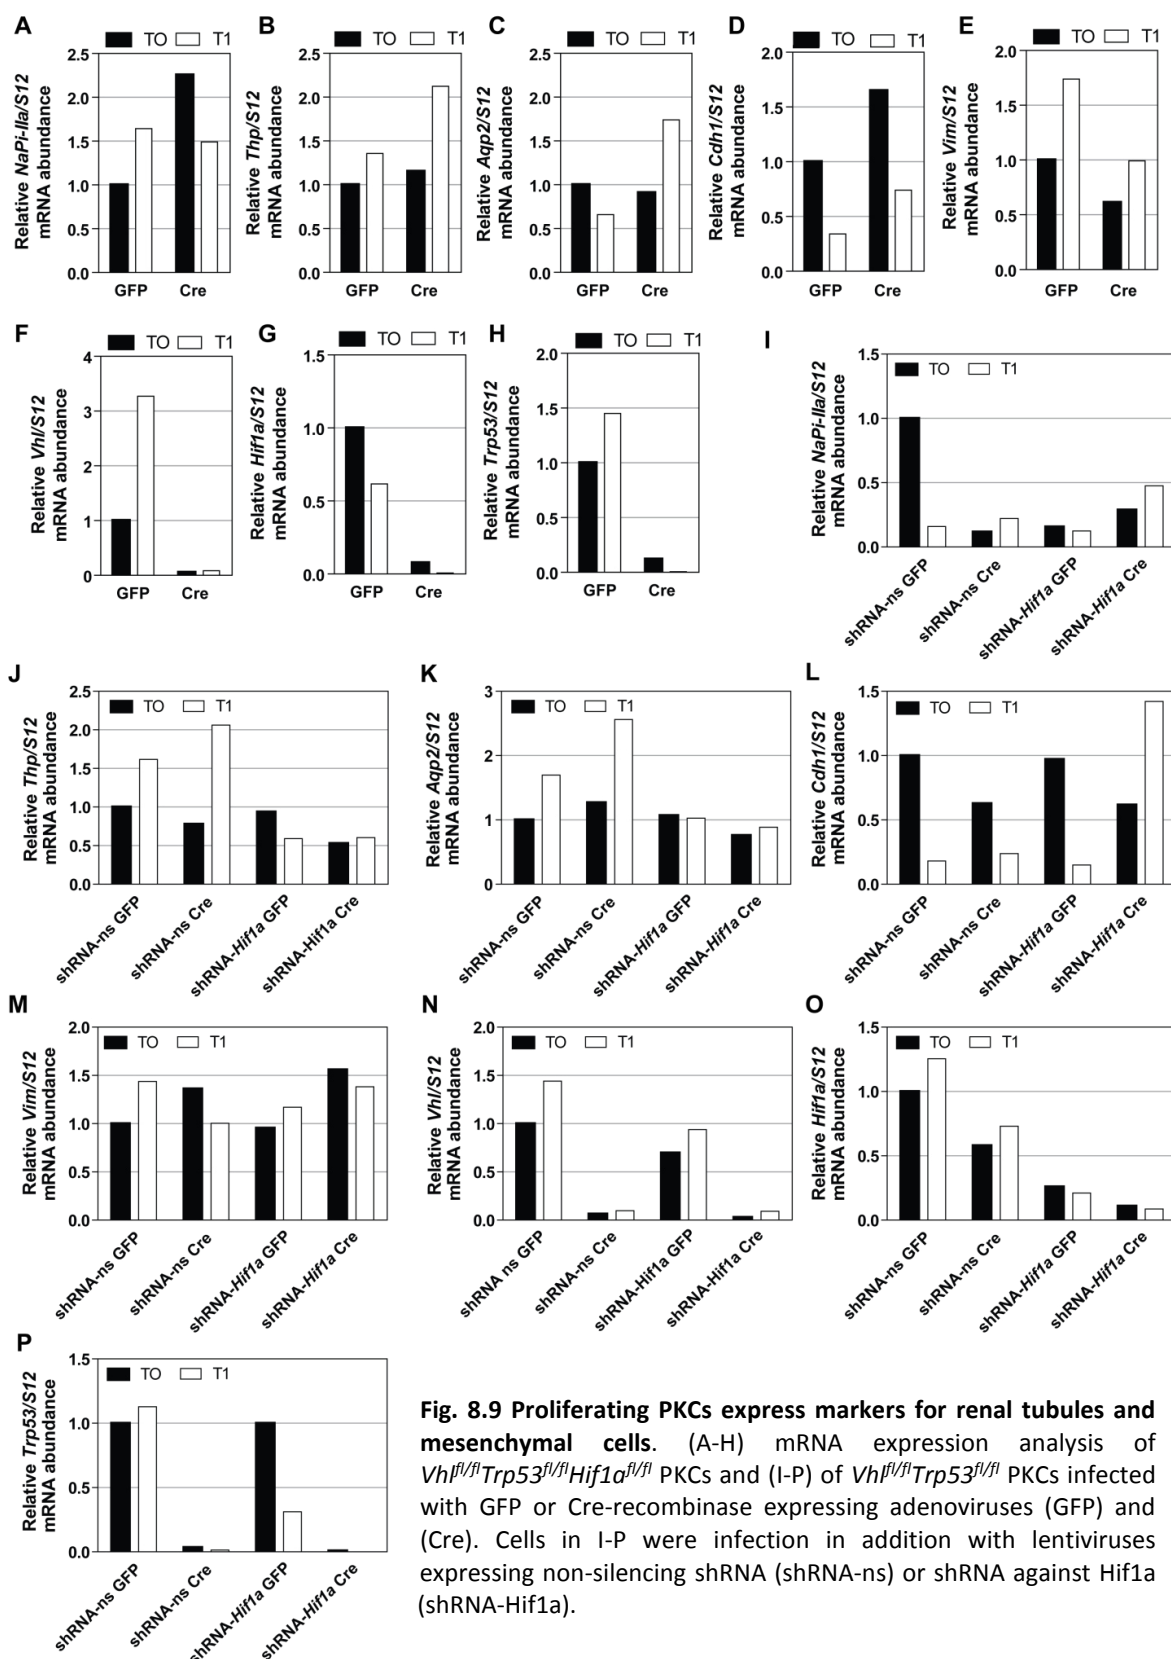 A
TO T1
Relative NaPi-IIa/S12
mRNA abundance
2.5
2.0
1.5
1.0
0.5
0.0
GFP Cre
B
TO T1
Relative Thp/S12
mRNA abundance
2.5
2.0
1.5
1.0
0.5
0.0
GFP Cre
C
TO T1
Relative Aqp2/S12
mRNA abundance
2.5
2.0
1.5
1.0
0.5
0.0
GFP Cre
D
TO T1
Relative Cdh1/S12
mRNA abundance
2.0
1.5
1.0
0.5
0.0
GFP Cre
E
TO T1
Relative Vim/S12
mRNA abundance
2.0
1.5
1.0
0.5
0.0
GFP Cre
F
TO T1
Relative Vhl/S12
mRNA abundance
4
3
2
1
0
GFP Cre
G
TO T1
Relative Hif1a/S12
mRNA abundance
1.5
1.0
0.5
0.0
GFP Cre
H
TO T1
Relative Trp53/S12
mRNA abundance
2.0
1.5
1.0
0.5
0.0
GFP Cre
I
TO T1
Relative NaPi-IIa/S12
mRNA abundance
1.5
1.0
0.5
0.0
shRNA-ns GFP
shRNA-ns Cre
shRNA-Hif1a GFP
shRNA-Hif1a Cre
J
TO T1
Relative Thp/S12
mRNA abundance
2.5
2.0
1.5
1.0
0.5
0.0
shRNA-ns GFP
shRNA-ns Cre
shRNA-Hif1a GFP
shRNA-Hif1a Cre
K
TO T1
Relative Aqp2/S12
mRNA abundance
3
2
1
0
shRNA-ns GFP
shRNA-ns Cre
shRNA-Hif1a GFP
shRNA-Hif1a Cre
L
TO T1
Relative Cdh1/S12
mRNA abundance
1.5
1.0
0.5
0.0
shRNA-ns GFP
shRNA-ns Cre
shRNA-Hif1a GFP
shRNA-Hif1a Cre
M
TO T1
Relative Vim/S12
mRNA abundance
2.0
1.5
1.0
0.5
0.0
shRNA-ns GFP
shRNA-ns Cre
shRNA-Hif1a GFP
shRNA-Hif1a Cre
N
TO T1
Relative Vhl/S12
mRNA abundance
2.0
1.5
1.0
0.5
0.0
shRNA-ns GFP
shRNA-ns Cre
shRNA-Hif1a GFP
shRNA-Hif1a Cre
O
TO T1
Relative Hif1a/S12
mRNA abundance
1.5
1.0
0.5
0.0
shRNA-ns GFP
shRNA-ns Cre
shRNA-Hif1a GFP
shRNA-Hif1a Cre
P
TO T1
Relative Trp53/S12
mRNA abundance
1.5
1.0
0.5
0.0
shRNA-ns GFP
shRNA-ns Cre
shRNA-Hif1a GFP
shRNA-Hif1a Cre
Fig. 8.9 Proliferating PKCs express markers for renal tubules and
mesenchymal cells. (A-H) mRNA expression analysis of
Vhlfl/flTrp53fl/flHif1afl/fl PKCs and (I-P) of Vhlfl/flTrp53fl/fl PKCs infected
with GFP or Cre-recombinase expressing adenoviruses (GFP) and
(Cre). Cells in I-P were infection in addition with lentiviruses
expressing non-silencing shRNA (shRNA-ns) or shRNA against Hif1a
(shRNA-Hif1a).